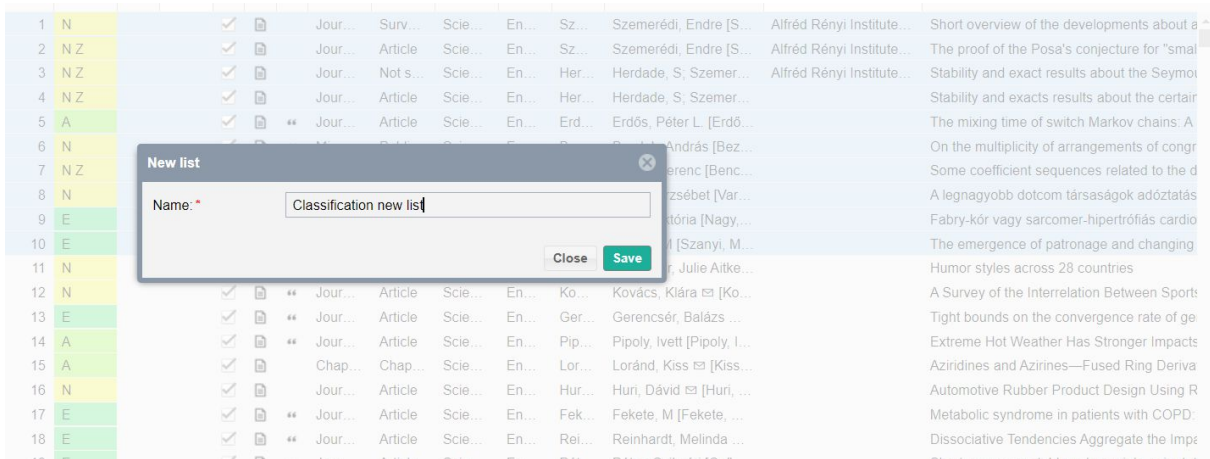 1 N Jour... Surv... Scie... En... Sz... Szemerédi, Endre [S... Alfréd Rényi Institute... Short overview of the developments about a
2 N Z Jour... Article Scie... En... Sz... Szemerédi, Endre [S... Alfréd Rényi Institute... The proof of the Posa's conjecture for "smal
3 N Z Jour... Not s... Scie... En... Her... Herdade, S; Szemer... Alfréd Rényi Institute... Stability and exact results about the Seymou
4 N Z Jour... Article Scie... En... Her... Herdade, S; Szemer... Stability and exacts results about the certain
5 A Jour... Article Scie... En... Erd... Erdős, Péter L. [Erdő... The mixing time of switch Markov chains: A
6 N András [Bez... On the multiplicity of arrangements of congr
7 N Z erenc [Benc... Some coefficient sequences related to the d
8 N zsébet [Var... A legnagyobb dotcom társaságok adóztatás
9 E tória [Nagy,... Fabry-kór vagy sarcomer-hipertrófiás cardio
10 E M [Szanyi, M... The emergence of patronage and changing
11 N r, Julie Aitke... Humor styles across 28 countries
New list
Name: *
Classification new list
Close Save
12 N Jour... Article Scie... En... Ko... Kovács, Klára [Ko... A Survey of the Interrelation Between Sports
13 E Jour... Article Scie... En... Ger... Gerencsér, Balázs ... Tight bounds on the convergence rate of ge
14 A Jour... Article Scie... En... Pip... Pipoly, Ivett [Pipoly, I... Extreme Hot Weather Has Stronger Impacts
15 A Chap... Chap... Scie... En... Lor... Loránd, Kiss [Kiss... Aziridines and Azirines—Fused Ring Deriva
16 N Jour... Article Scie... En... Hur... Huri, Dávid [Huri, ... Automotive Rubber Product Design Using R
17 E Jour... Article Scie... En... Fek... Fekete, M [Fekete, ... Metabolic syndrome in patients with COPD:
18 E Jour... Article Scie... En... Rei... Reinhardt, Melinda ... Dissociative Tendencies Aggregate the Impa